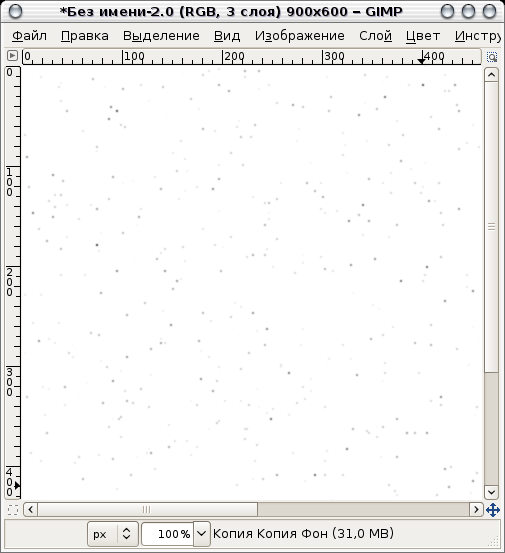 *Без имени-2.0 (RGB, 3 слоя) 900x600 – GIMP
Файл Правка Выделение Вид Изображение Слой Цвет Инстру
0 100 200 300 400
0
100
200
300
400
px 100% Копия Копия Фон (31,0 МВ)